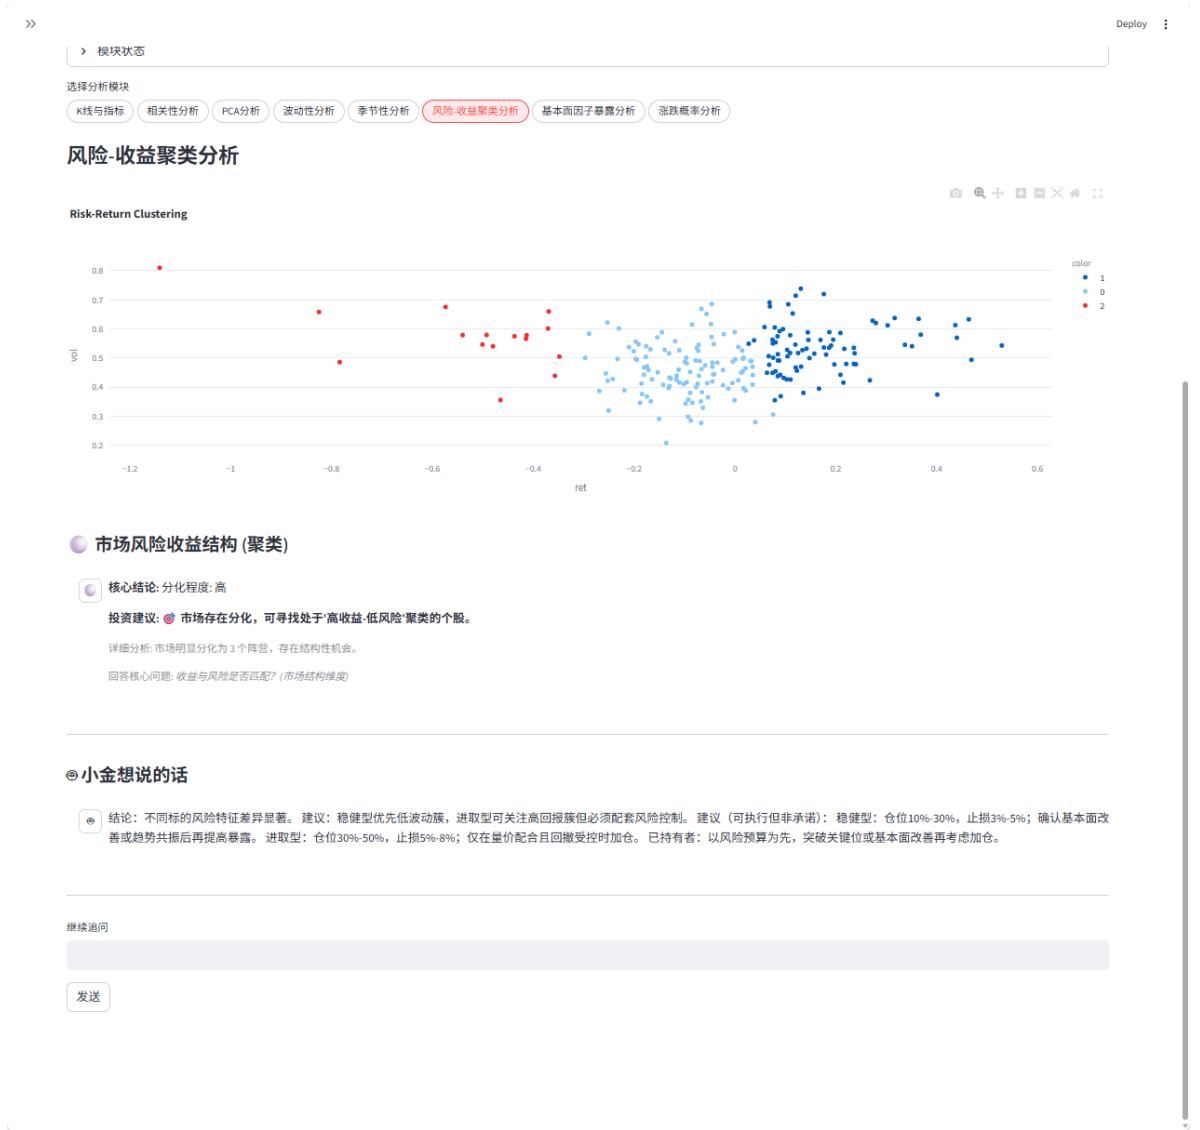 Deploy
模块状态
选择分析模块
K线与指标 相关性分析 PCA分析 波动性分析 季节性分析 风险-收益聚类分析 基本面因子暴露分析 涨跌概率分析
风险-收益聚类分析
Risk-Return Clustering
color
1
0
2
0.8
0.7
0.6
0.5
0.4
0.3
0.2
vol
−1.2 −1 −0.8 −0.6 −0.4 −0.2 0 0.2 0.4 0.6
ret
市场风险收益结构 (聚类)
核心结论: 分化程度: 高
投资建议: 🎯 市场存在分化，可寻找处于'高收益-低风险'聚类的个股。
详细分析: 市场明显分化为 3 个阵营，存在结构性机会。
回答核心问题: 收益与风险是否匹配？(市场结构维度)
小金想说的话
结论：不同标的风险特征差异显著。 建议：稳健型优先低波动簇，进取型可关注高回报簇但必须配套风险控制。 建议（可执行但非承诺）： 稳健型：仓位10%-30%，止损3%-5%；确认基本面改
善或趋势共振后再提高暴露。 进取型：仓位30%-50%，止损5%-8%；仅在量价配合且回撤受控时加仓。 已持有者：以风险预算为先，突破关键位或基本面改善再考虑加仓。
继续追问
发送